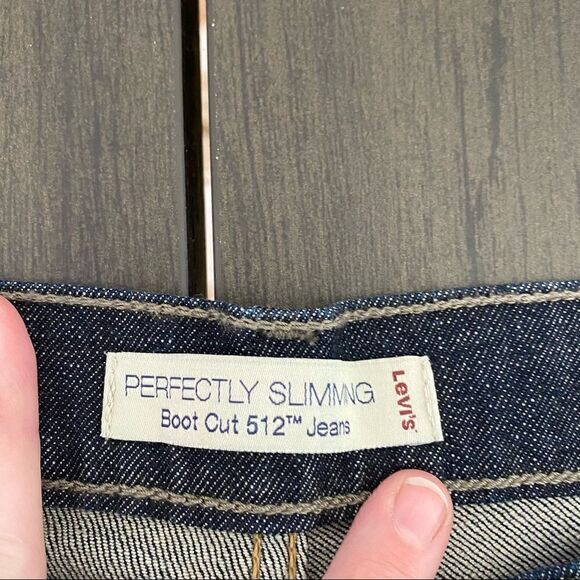 PERFECTLY SLIMMING
Boot Cut 512™ Jeans
Levi's